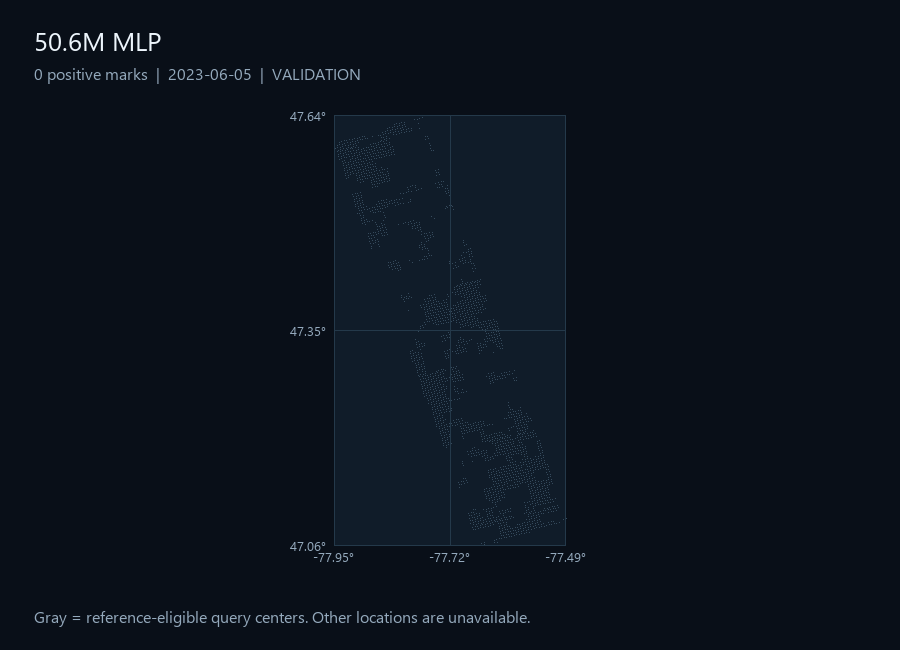 50.6M MLP
0 positive marks | 2023-06-05 | VALIDATION
47.64°
47.35°
47.06°
-77.95° -77.72° -77.49°
Gray = reference-eligible query centers. Other locations are unavailable.